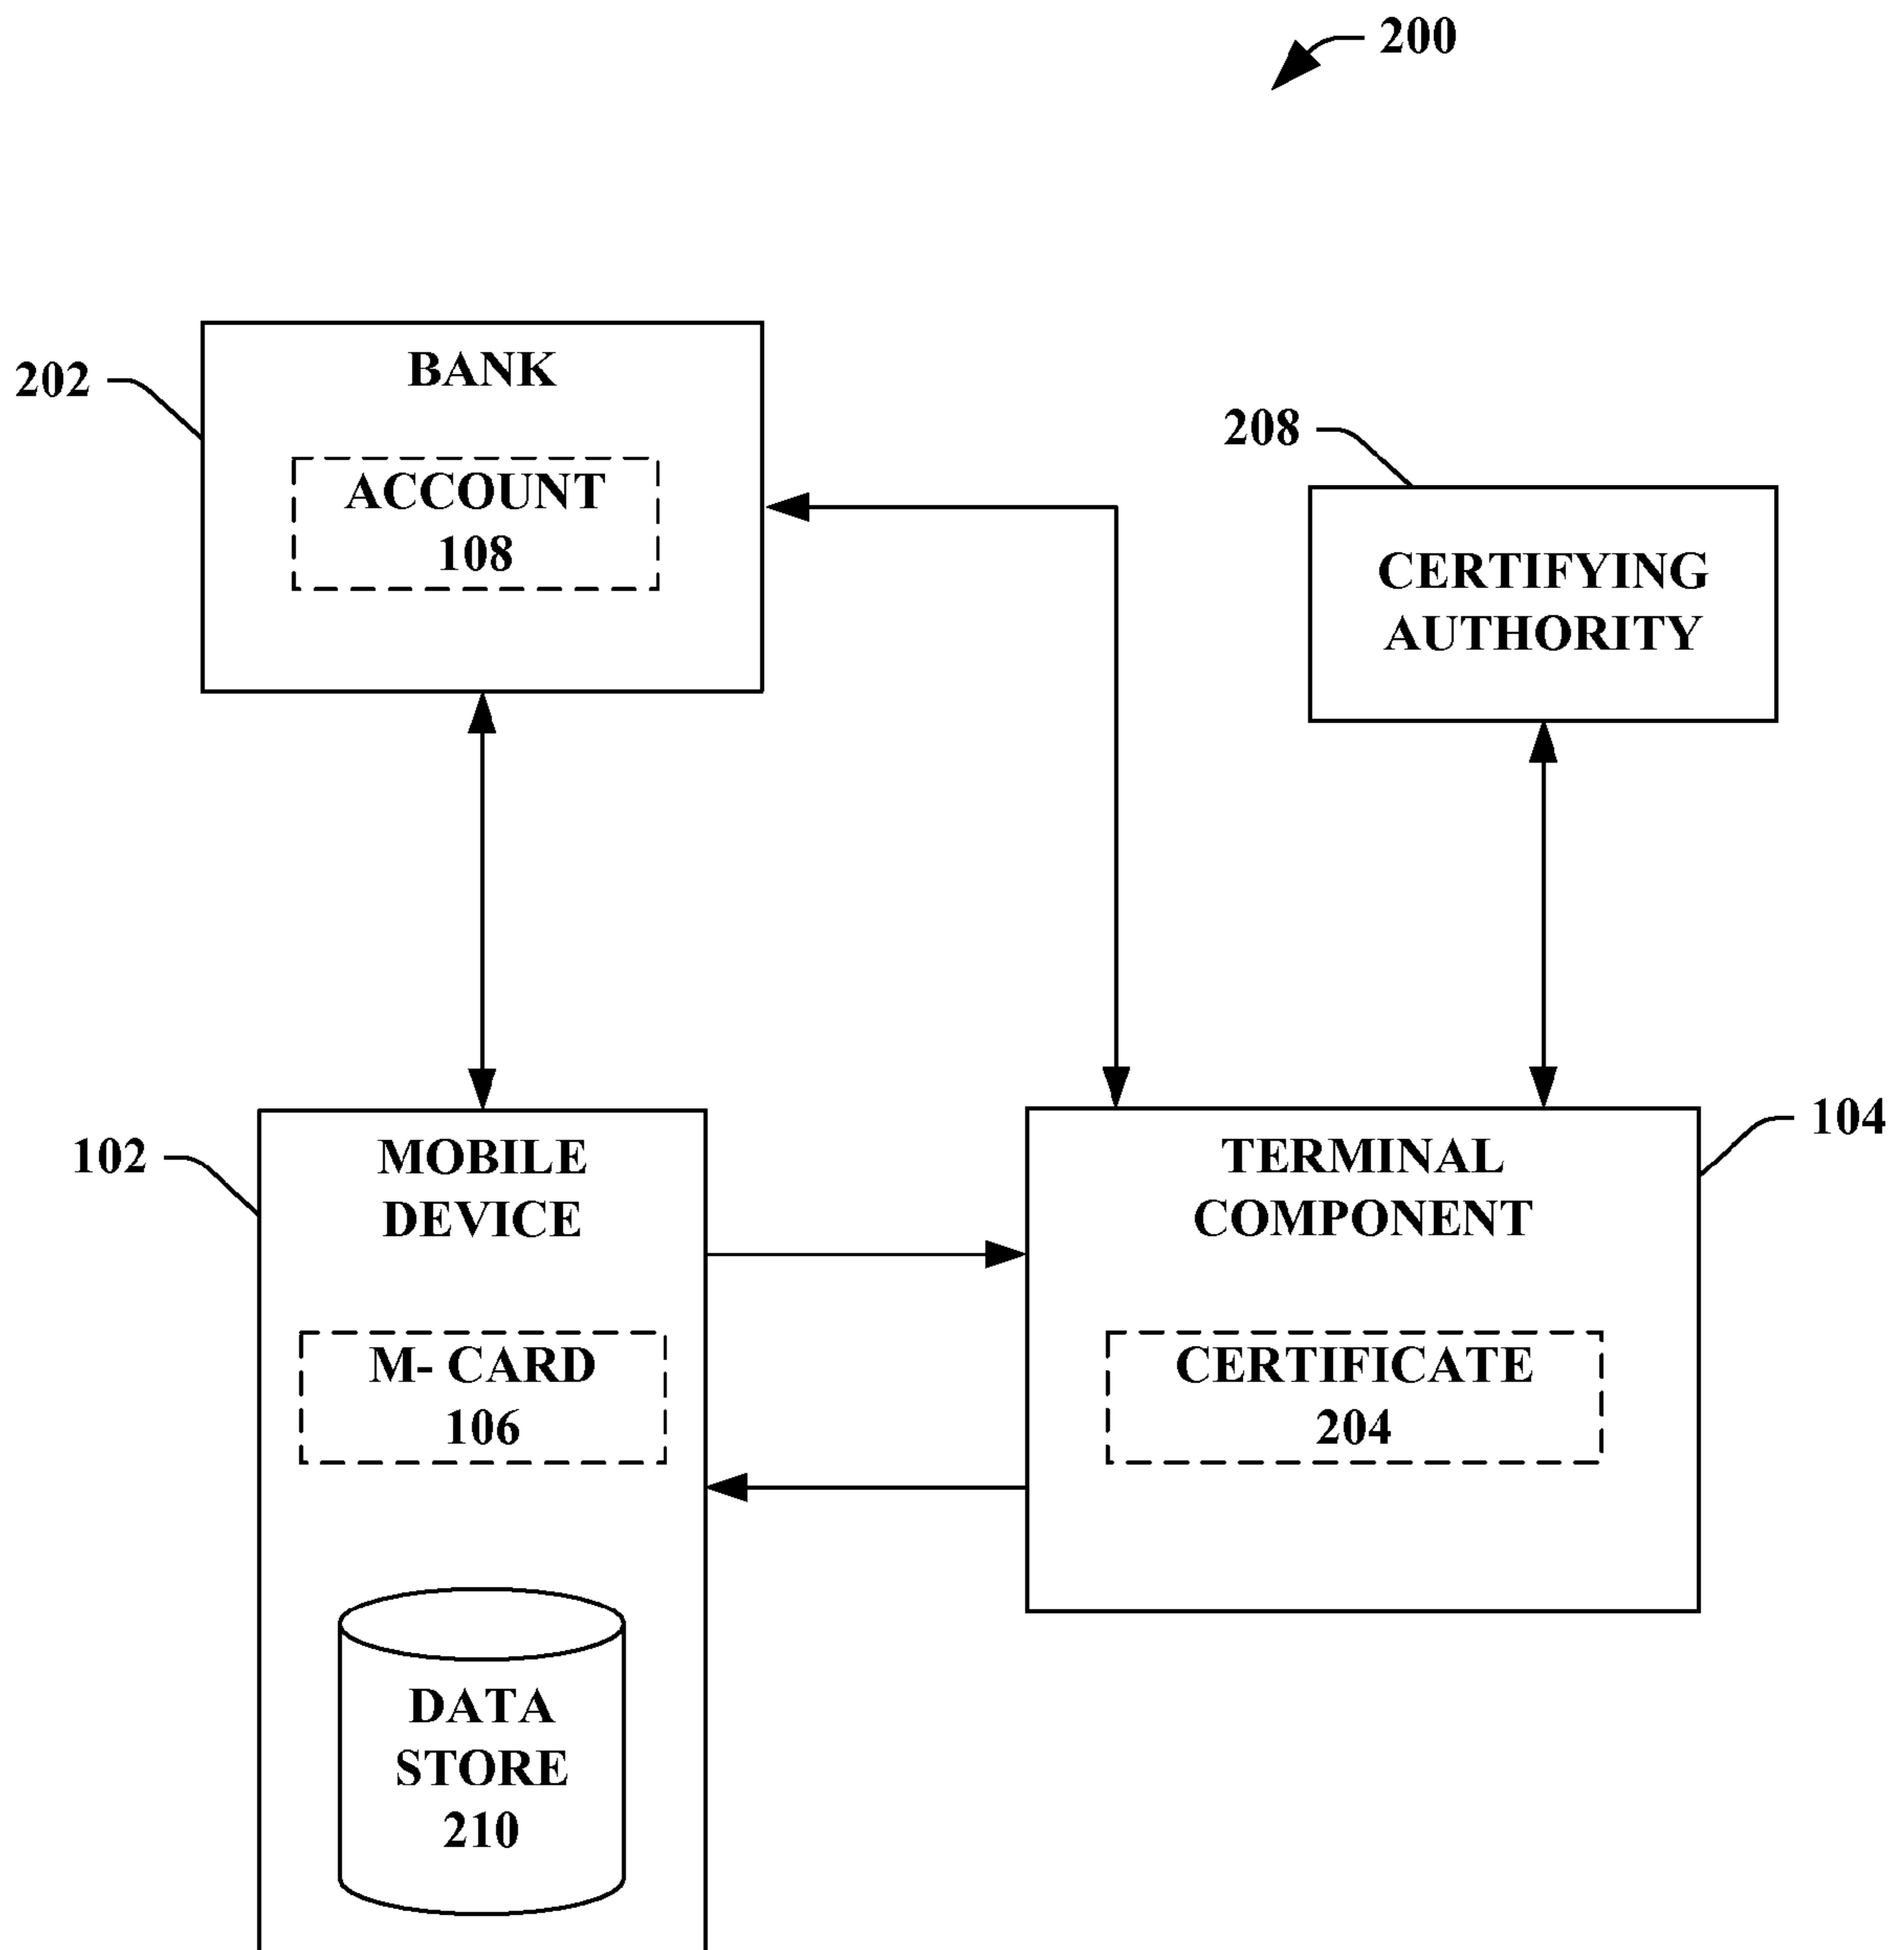 200
202
BANK
ACCOUNT
108
208
CERTIFYING
AUTHORITY
102
MOBILE
DEVICE
M- CARD
106
DATA
STORE
210
104
TERMINAL
COMPONENT
CERTIFICATE
204